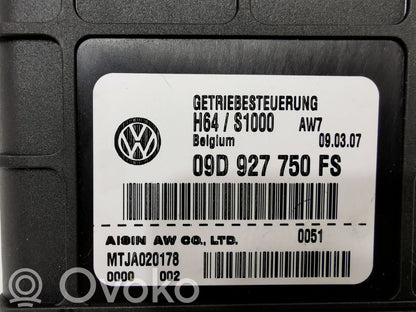 GETRIEBESTEUERUNG
H64 / S1000 AW7
Belgium 09.03.07
09D 927 750 FS
AISIN AW CO., LTD. 0051
MTJA020178
0000 002
Ovoko